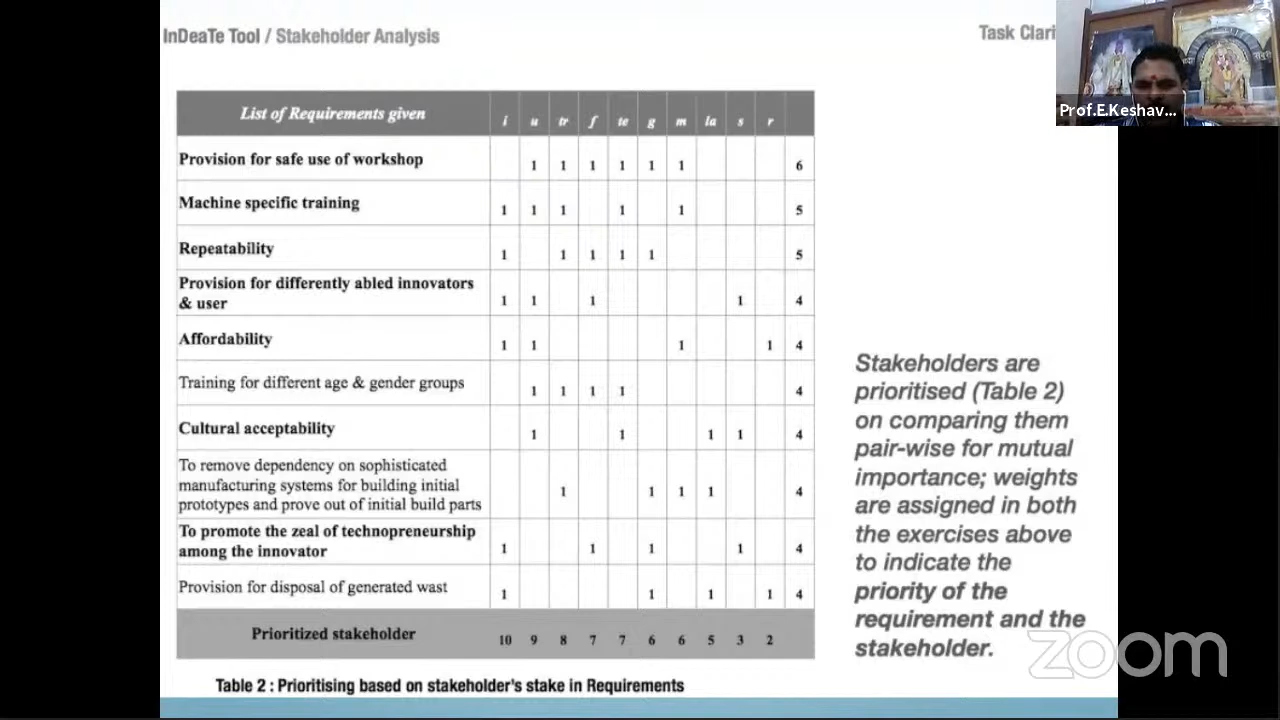 InDeaTe Tool / Stakeholder Analysis
Task Clari
Prof.E.Keshav...
List of Requirements given i u tr f te g m la s r
Provision for safe use of workshop 1 1 1 1 1 1 6
Machine specific training 1 1 1 1 1 5
Repeatability 1 1 1 1 1 5
Provision for differently abled innovators
& user 1 1 1 1 4
Affordability 1 1 1 1 4
Training for different age & gender groups 1 1 1 1 4
Cultural acceptability 1 1 1 1 4
To remove dependency on sophisticated
manufacturing systems for building initial 1 1 1 1 4
prototypes and prove out of initial build parts
To promote the zeal of technopreneurship
among the innovator 1 1 1 1 4
Provision for disposal of generated wast 1 1 1 1 4
Prioritized stakeholder 10 9 8 7 7 6 6 5 3 2
Table 2 : Prioritising based on stakeholder's stake in Requirements
Stakeholders are
prioritised (Table 2)
on comparing them
pair-wise for mutual
importance; weights
are assigned in both
the exercises above
to indicate the
priority of the
requirement and the
stakeholder.
zoom